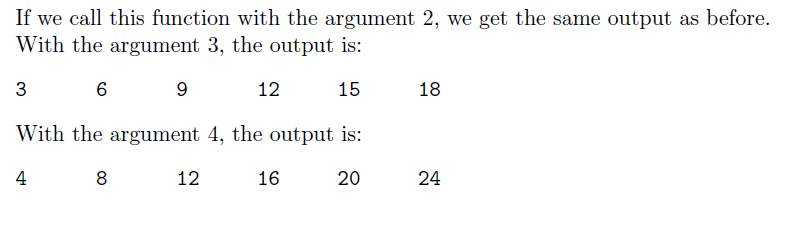 If we call this function with the argument 2, we get the same output as before.
With the argument 3, the output is:
3 6 9 12 15 18
With the argument 4, the output is:
4 8 12 16 20 24